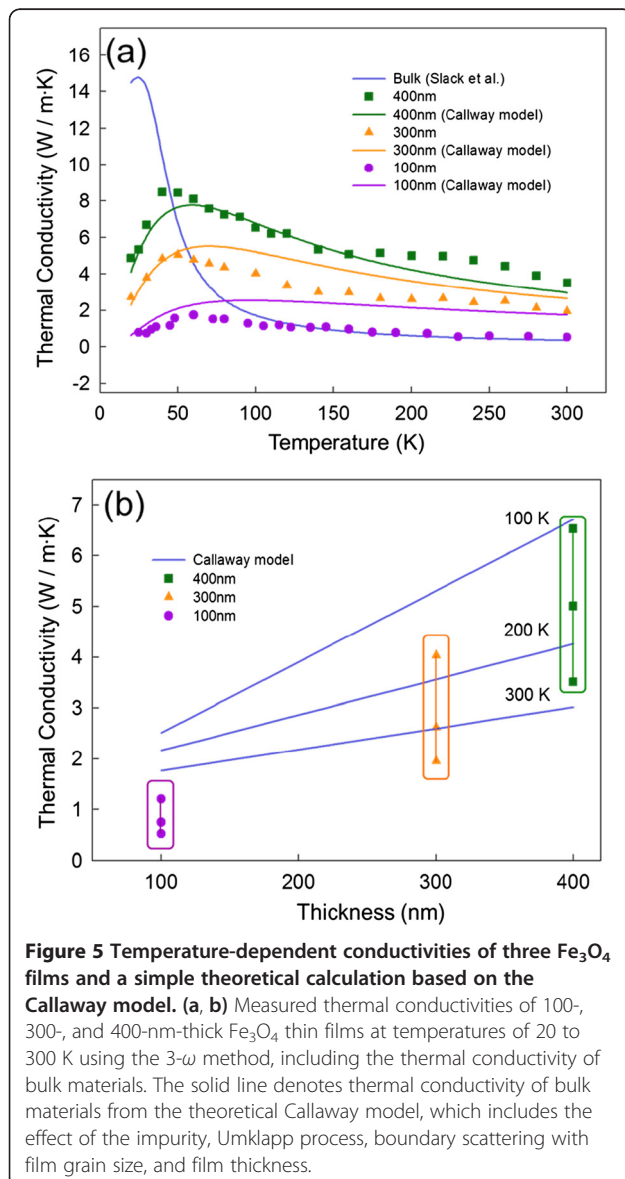 (a)
Thermal Conductivity (W / m·K)
16
14
12
10
8
6
4
2
0
-2
Bulk (Slack et al.)
400nm
400nm (Callway model)
300nm
300nm (Callaway model)
100nm
100nm (Callaway model)
0 50 100 150 200 250 300
Temperature (K)
(b)
Thermal Conductivity (W / m·K)
7
6
5
4
3
2
1
0
Callaway model
400nm
300nm
100nm
100 K
200 K
300 K
100 200 300 400
Thickness (nm)
Figure 5 Temperature-dependent conductivities of three Fe₃O₄
films and a simple theoretical calculation based on the
Callaway model. (a, b) Measured thermal conductivities of 100-,
300-, and 400-nm-thick Fe₃O₄ thin films at temperatures of 20 to
300 K using the 3-ω method, including the thermal conductivity of
bulk materials. The solid line denotes thermal conductivity of bulk
materials from the theoretical Callaway model, which includes the
effect of the impurity, Umklapp process, boundary scattering with
film grain size, and film thickness.